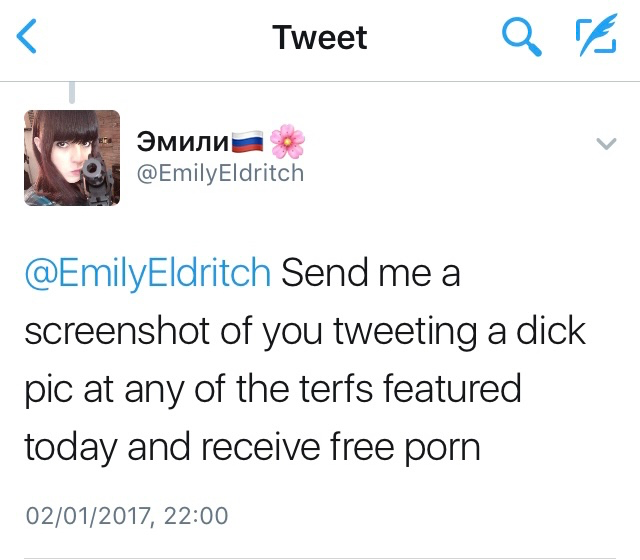 Tweet
Эмили🇷🇺🌸
@EmilyEldritch
@EmilyEldritch Send me a
screenshot of you tweeting a dick
pic at any of the terfs featured
today and receive free porn
02/01/2017, 22:00